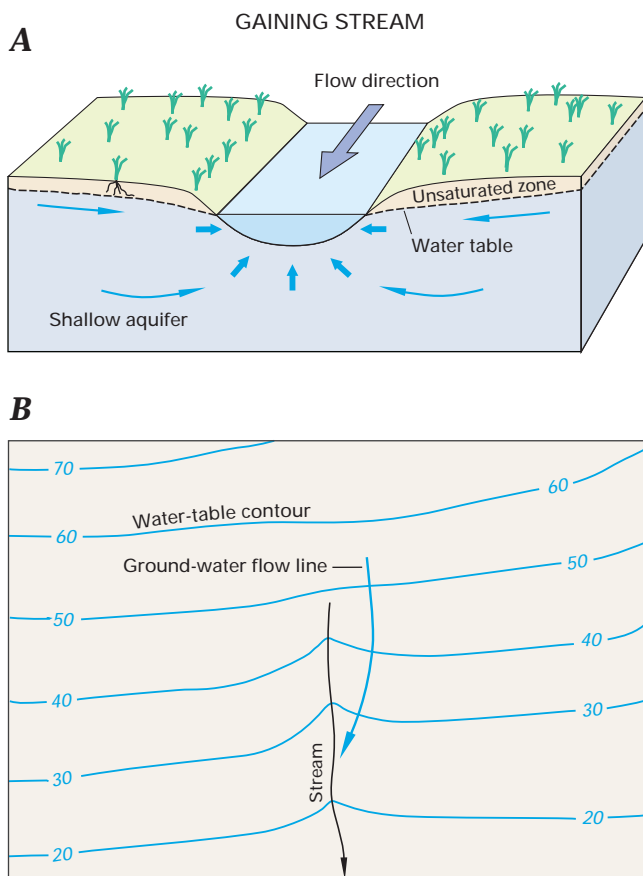 GAINING STREAM
A
Flow direction
Unsaturated zone
Water table
Shallow aquifer
B
70
60
Water-table contour
60
Ground-water flow line
50
50
40
40
30
30
Stream
20
20